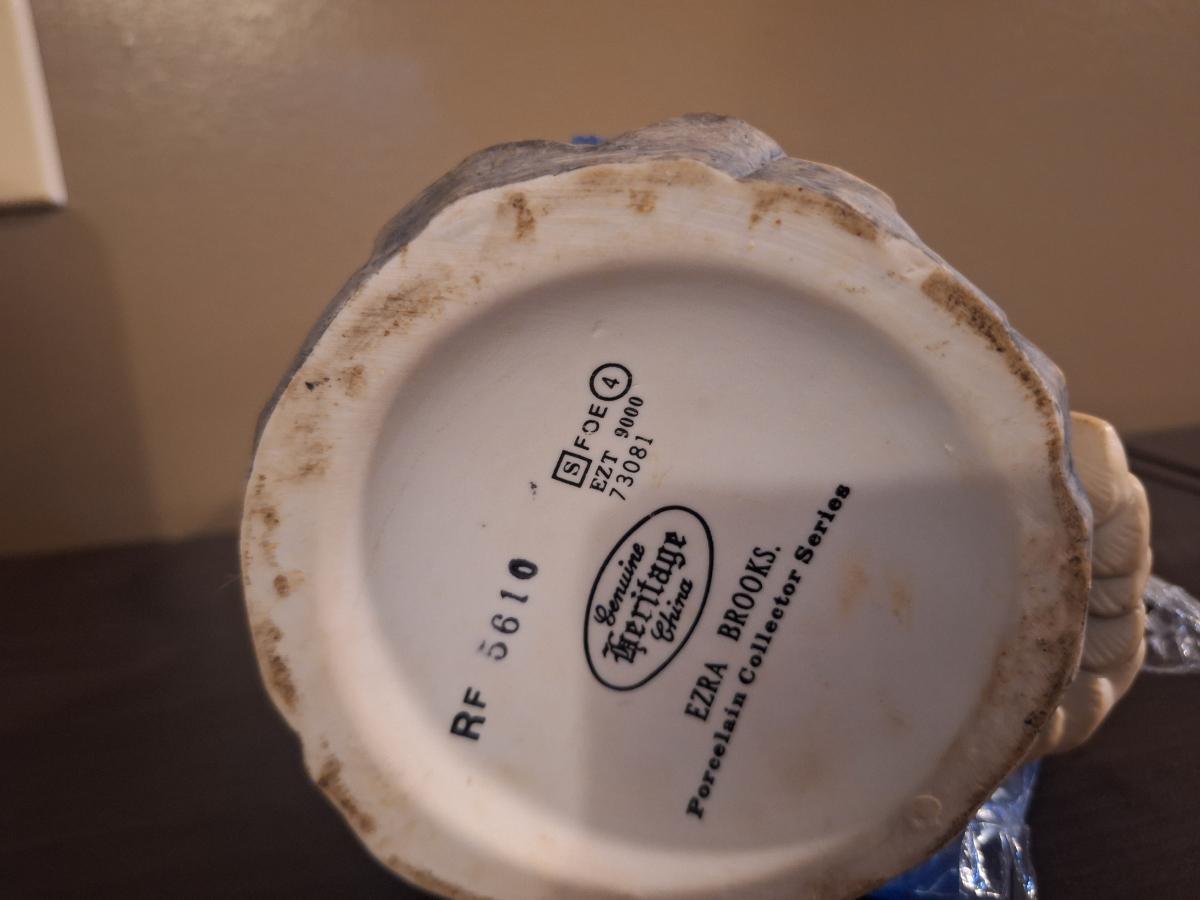 S FOE 4
EZT 9000
73081
Genuine
Heritage
China
EZRA BROOKS.
Porcelain Collector Series
RF 5610